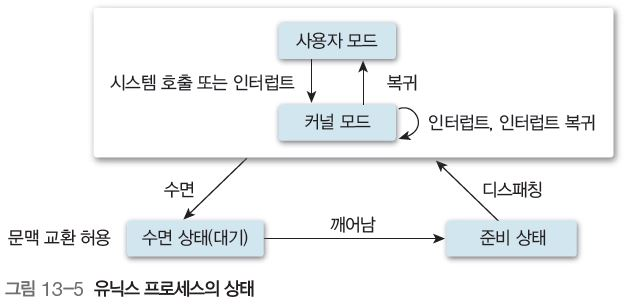 사용자 모드
시스템 호출 또는 인터럽트
복귀
커널 모드
인터럽트, 인터럽트 복귀
수면
디스패칭
문맥 교환 허용
수면 상태(대기)
깨어남
준비 상태
그림 13-5 유닉스 프로세스의 상태